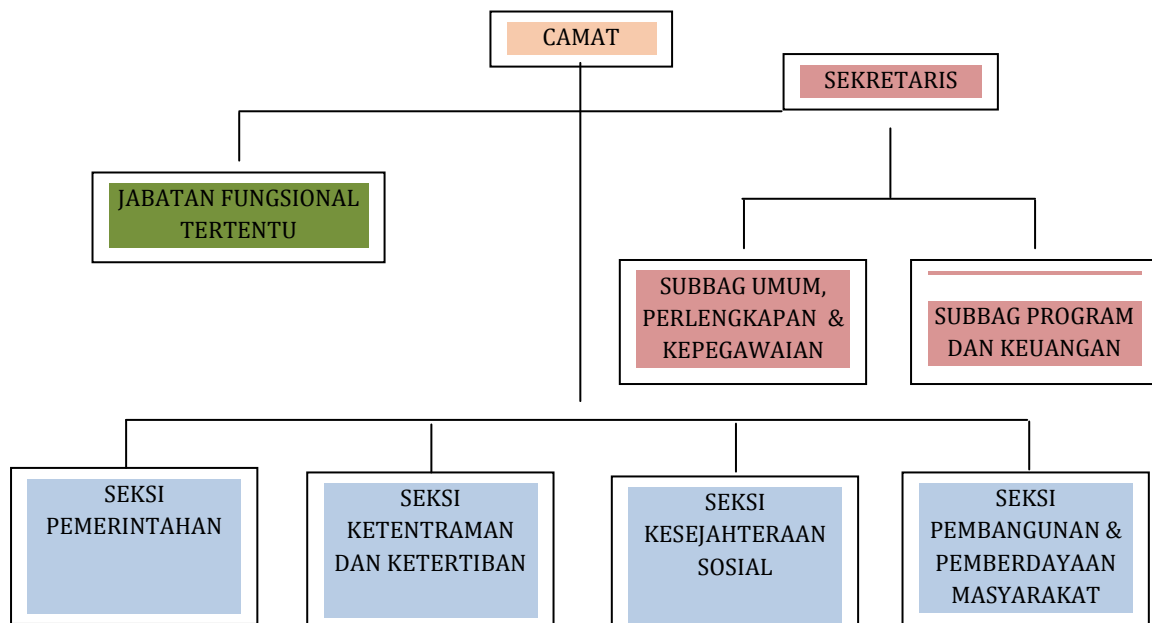 CAMAT
SEKRETARIS
JABATAN FUNGSIONAL
TERTENTU
SUBBAG UMUM,
PERLENGKAPAN &
KEPEGAWAIAN
SUBBAG PROGRAM
DAN KEUANGAN
SEKSI
PEMERINTAHAN
SEKSI
KETENTRAMAN
DAN KETERTIBAN
SEKSI
KESEJAHTERAAN
SOSIAL
SEKSI
PEMBANGUNAN &
PEMBERDAYAAN
MASYARAKAT